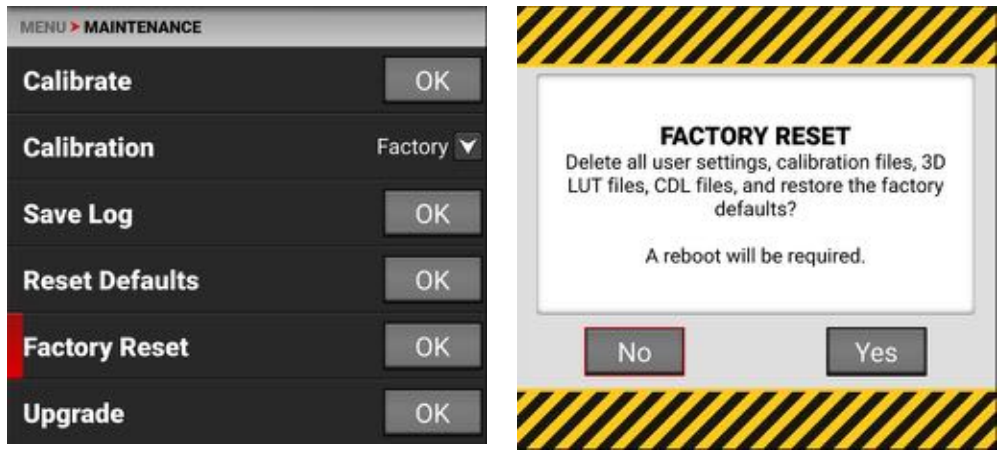 MENU > MAINTENANCE
Calibrate OK
Calibration Factory
Save Log OK
Reset Defaults OK
Factory Reset OK
Upgrade OK
FACTORY RESET
Delete all user settings, calibration files, 3D
LUT files, CDL files, and restore the factory
defaults?
A reboot will be required.
No Yes